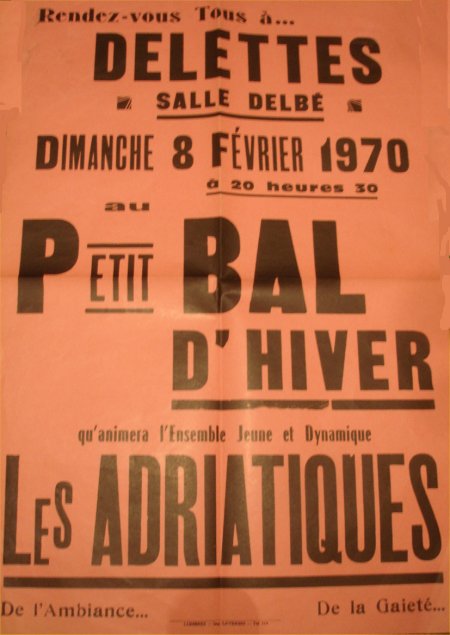 Rendez-vous Tous à...
DELETTES
SALLE DELBÉ
DIMANCHE 8 FÉVRIER 1970
à 20 heures 30
au
PETIT BAL
D'HIVER
qu'animera l'Ensemble Jeune et Dynamique
LES ADRIATIQUES
De l'Ambiance... De la Gaieté...